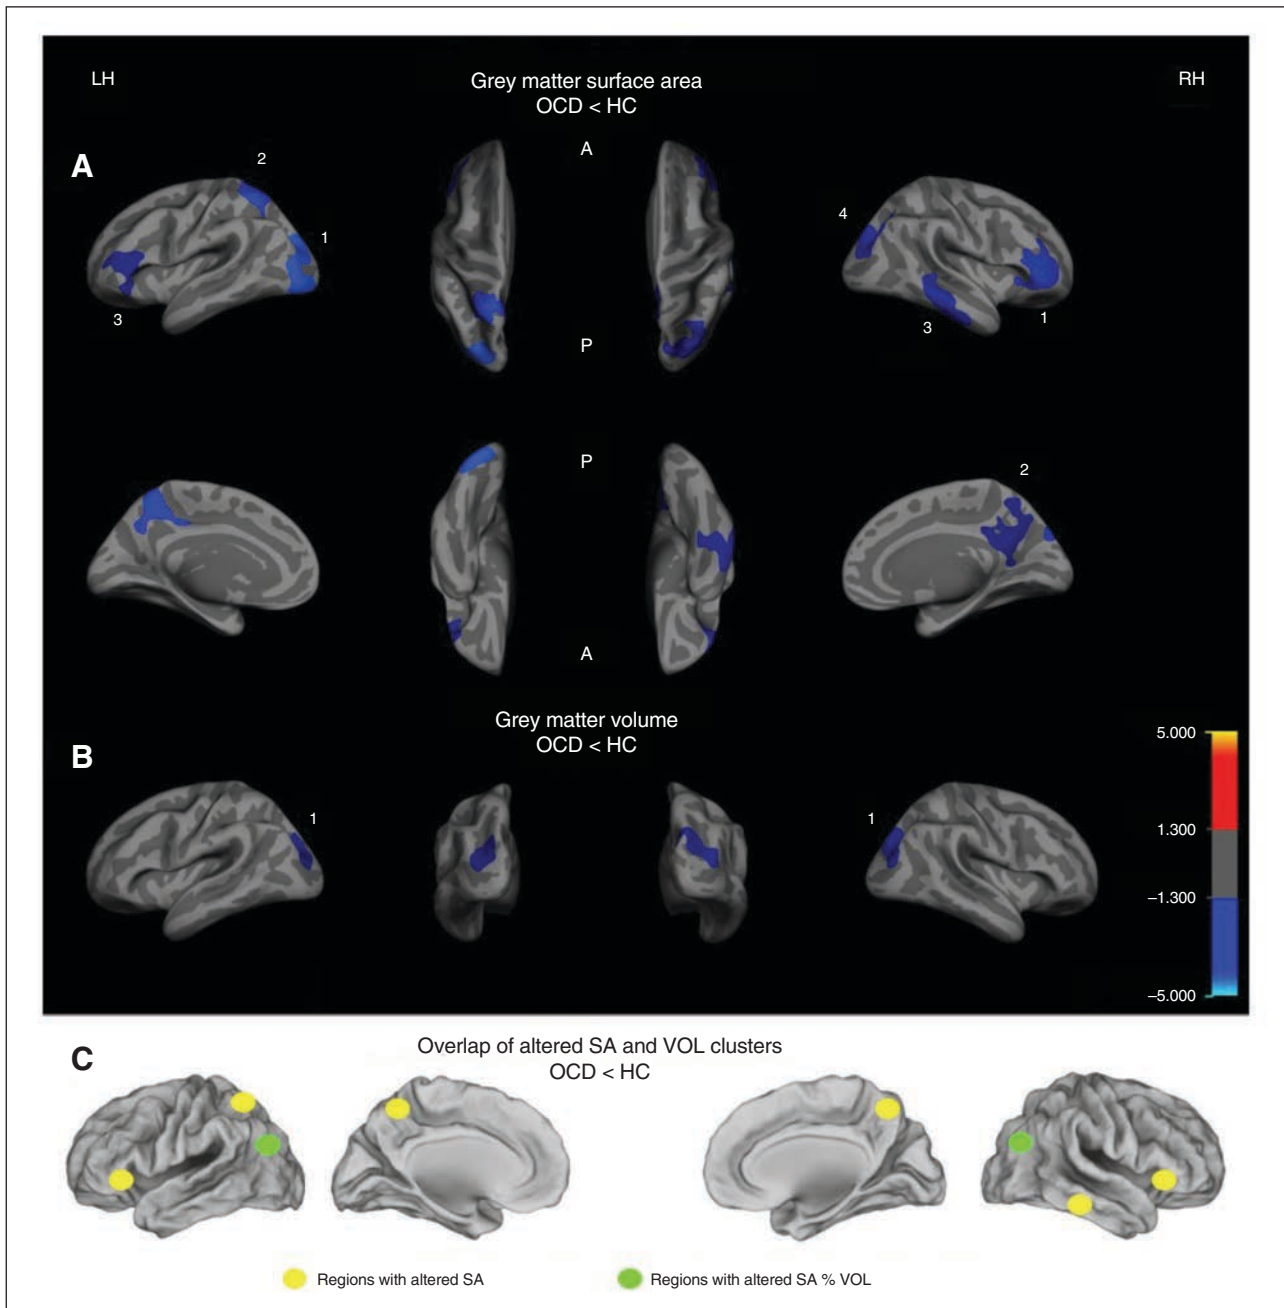 LH
Grey matter surface area
OCD < HC
RH
A
2
1
3
A
P
4
3
1
P
A
2
Grey matter volume
OCD < HC
B
1
1
5.000
1.300
–1.300
–5.000
C
Overlap of altered SA and VOL clusters
OCD < HC
Regions with altered SA
Regions with altered SA % VOL